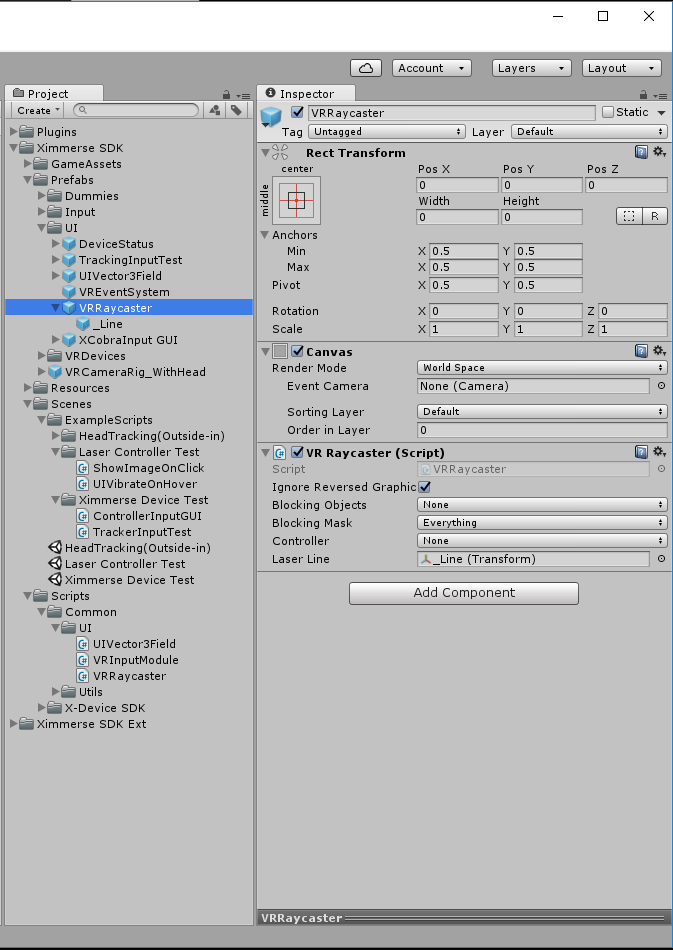 Account Layers Layout
Project
Create
Plugins
Ximmerse SDK
GameAssets
Prefabs
Dummies
Input
UI
DeviceStatus
TrackingInputTest
UIVector3Field
VREventSystem
VRRaycaster
_Line
XCobraInput GUI
VRDevices
VRCameraRig_WithHead
Resources
Scenes
ExampleScripts
HeadTracking(Outside-in)
Laser Controller Test
ShowImageOnClick
UIVibrateOnHover
Ximmerse Device Test
ControllerInputGUI
TrackerInputTest
HeadTracking(Outside-in)
Laser Controller Test
Ximmerse Device Test
Scripts
Common
UI
UIVector3Field
VRInputModule
VRRaycaster
Utils
X-Device SDK
Ximmerse SDK Ext
Inspector
VRRaycaster Static
Tag Untagged Layer Default
Rect Transform
center
middle
Pos X Pos Y Pos Z
0 0 0
Width Height
0 0 R
Anchors
Min X 0.5 Y 0.5
Max X 0.5 Y 0.5
Pivot X 0.5 Y 0.5
Rotation X 0 Y 0 Z 0
Scale X 1 Y 1 Z 1
Canvas
Render Mode World Space
Event Camera None (Camera)
Sorting Layer Default
Order in Layer 0
VR Raycaster (Script)
Script VRRaycaster
Ignore Reversed Graphic
Blocking Objects None
Blocking Mask Everything
Controller None
Laser Line _Line (Transform)
Add Component
VRRaycaster